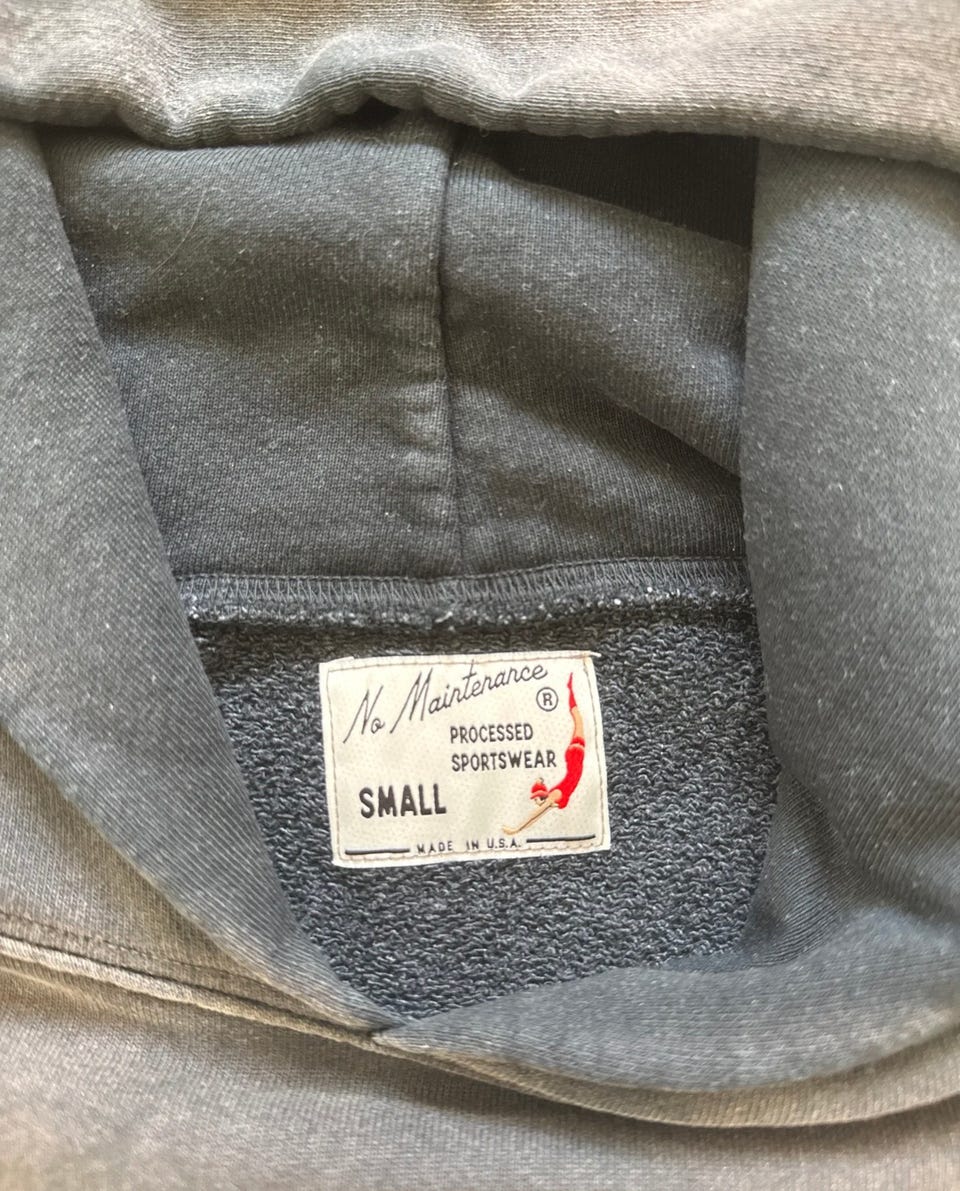 No Maintenance ®
PROCESSED
SPORTSWEAR
SMALL
MADE IN U.S.A.